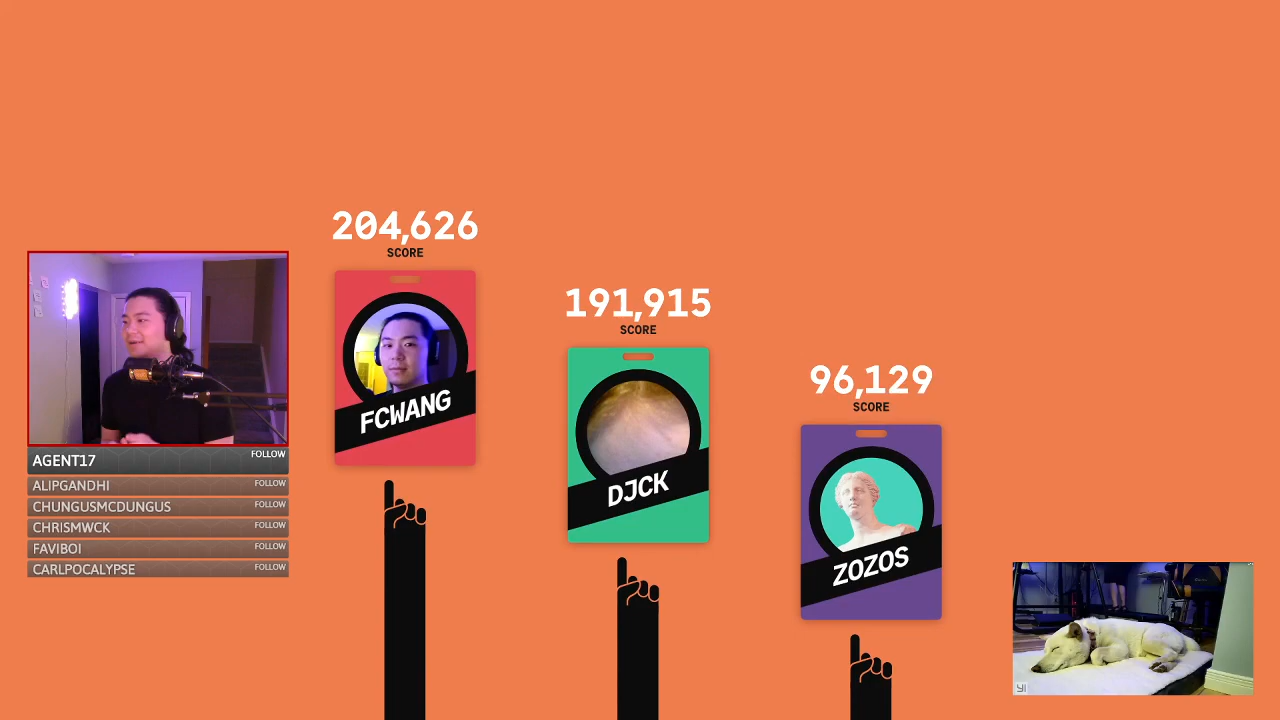 204,626
SCORE
FCWANG
191,915
SCORE
DJCK
96,129
SCORE
ZOZOS
AGENT17 FOLLOW
ALIPGANDHI FOLLOW
CHUNGUSMCDUNGUS FOLLOW
CHRISMWCK FOLLOW
FAVIBOI FOLLOW
CARLPOCALYPSE FOLLOW
YI